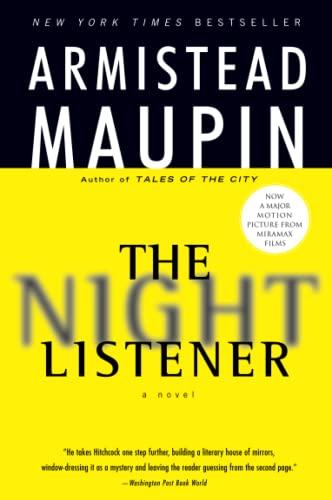 NEW YORK TIMES BESTSELLER
ARMISTEAD
MAUPIN
Author of TALES OF THE CITY
NOW
A MAJOR
MOTION
PICTURE FROM
MIRAMAX
FILMS
THE
NIGHT
LISTENER
a novel
"He takes Hitchcock one step further, building a literary house of mirrors,
window-dressing it as a mystery and leaving the reader guessing from the second page."
—Washington Post Book World